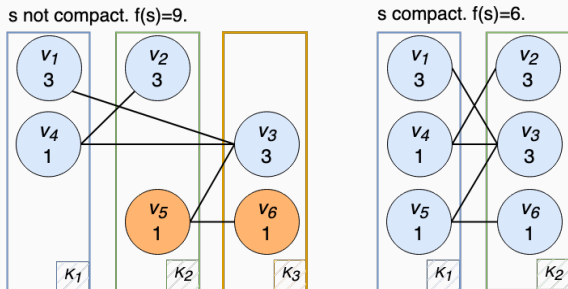 s not compact. f(s)=9.
s compact. f(s)=6.
v1
3
v2
3
v4
1
v3
3
v5
1
v6
1
K1
K2
K3
v1
3
v2
3
v4
1
v3
3
v5
1
v6
1
K1
K2